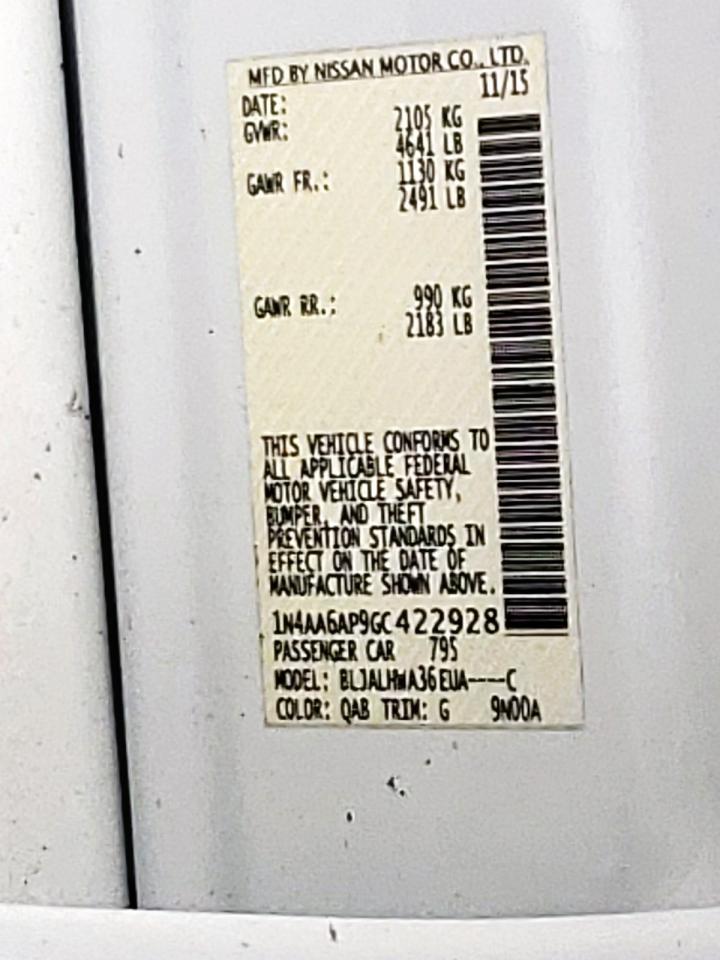 MFD BY NISSAN MOTOR CO., LTD.
DATE: 11/15
GVWR: 2105 KG
4641 LB
GAWR FR.: 1130 KG
2491 LB
GAWR RR.: 990 KG
2183 LB
THIS VEHICLE CONFORMS TO
ALL APPLICABLE FEDERAL
MOTOR VEHICLE SAFETY,
BUMPER, AND THEFT
PREVENTION STANDARDS IN
EFFECT ON THE DATE OF
MANUFACTURE SHOWN ABOVE.
1N4AA6AP9GC422928
PASSENGER CAR 795
MODEL: BLJALHWA36EUA----C
COLOR: QAB TRIM: G 9N00A